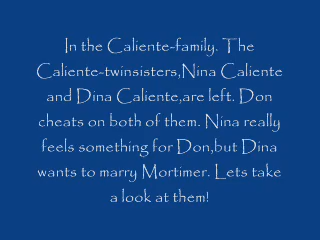 In the Caliente-family. The
Caliente-twinsisters,Nina Caliente
and Dina Caliente,are left. Don
cheats on both of them. Nina really
feels something for Don,but Dina
wants to marry Mortimer. Lets take
a look at them!